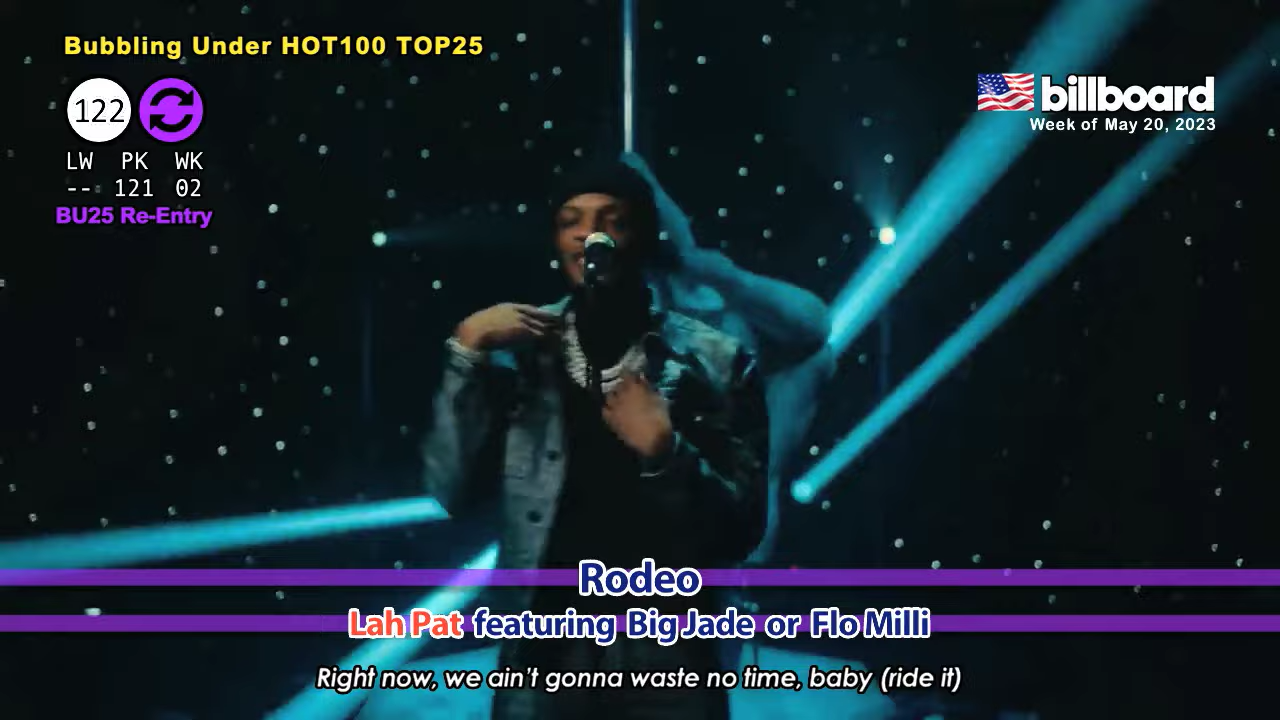 Bubbling Under HOT100 TOP25
122
LW PK WK
-- 121 02
BU25 Re-Entry
billboard
Week of May 20, 2023
Rodeo
Lah Pat featuring Big Jade or Flo Milli
Right now, we ain't gonna waste no time, baby (ride it)